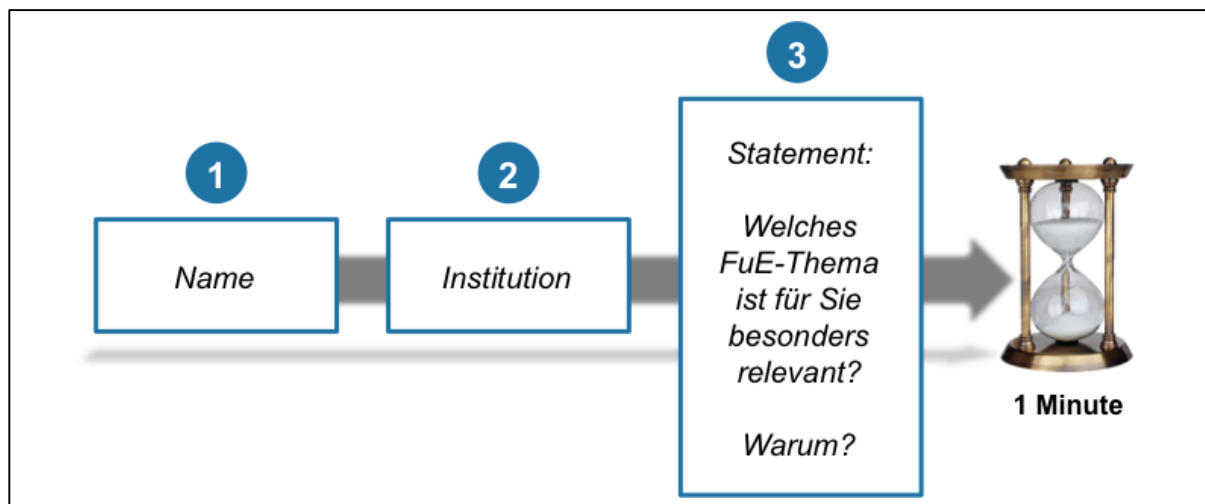 1
Name
2
Institution
3
Statement:
Welches
FuE-Thema
ist für Sie
besonders
relevant?
Warum?
1 Minute